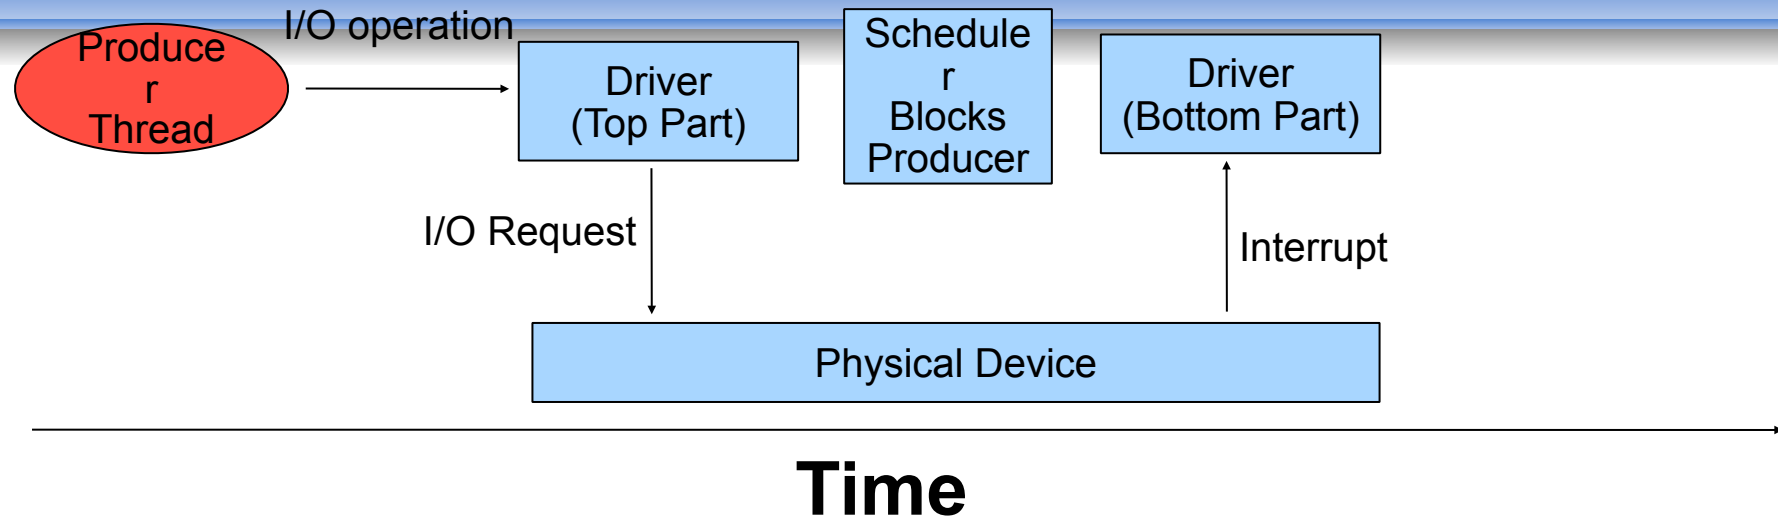 Produce
r
Thread
I/O operation
Driver
(Top Part)
Schedule
r
Blocks
Producer
Driver
(Bottom Part)
I/O Request
Interrupt
Physical Device
Time